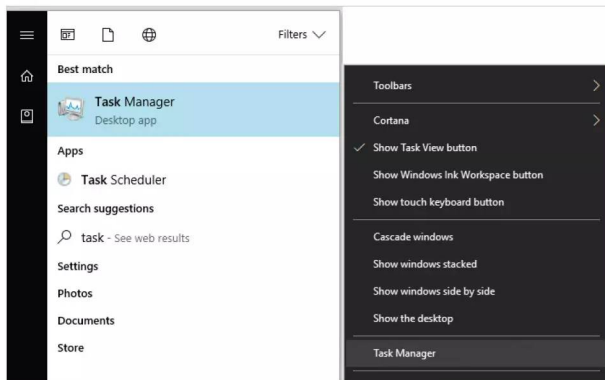 Filters
Best match
Task Manager
Desktop app
Apps
Task Scheduler
Search suggestions
task - See web results
Settings
Photos
Documents
Store
Toolbars
Cortana
Show Task View button
Show Windows Ink Workspace button
Show touch keyboard button
Cascade windows
Show windows stacked
Show windows side by side
Show the desktop
Task Manager